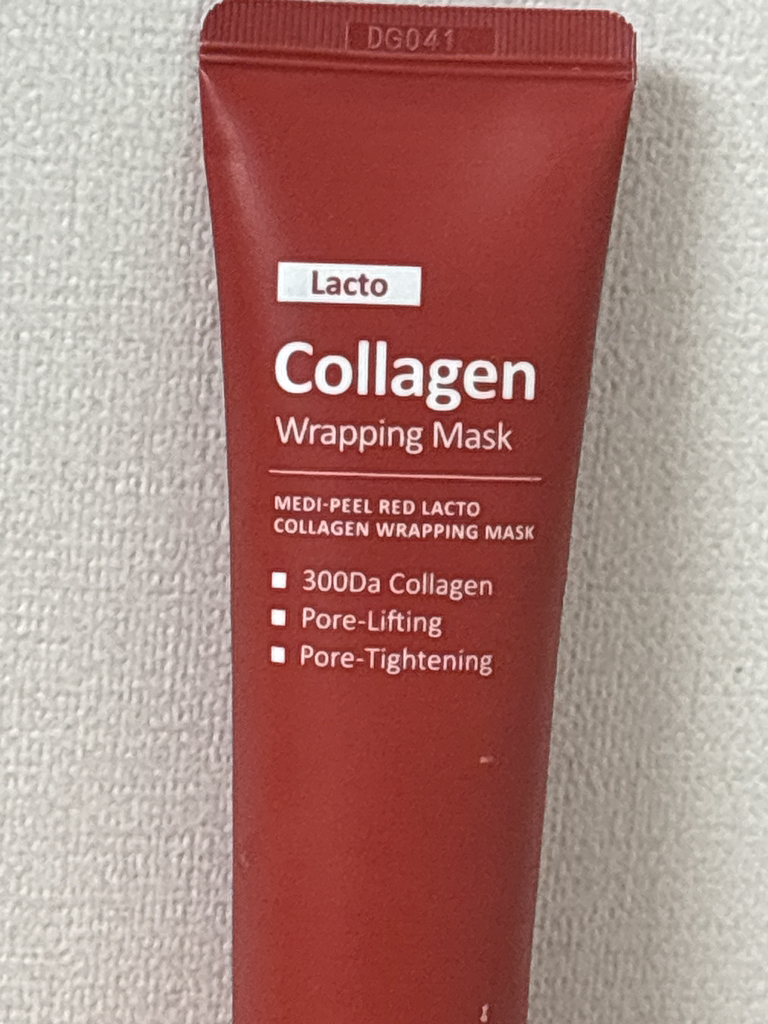 DG041
Lacto
Collagen
Wrapping Mask
MEDI-PEEL RED LACTO
COLLAGEN WRAPPING MASK
300Da Collagen
Pore-Lifting
Pore-Tightening